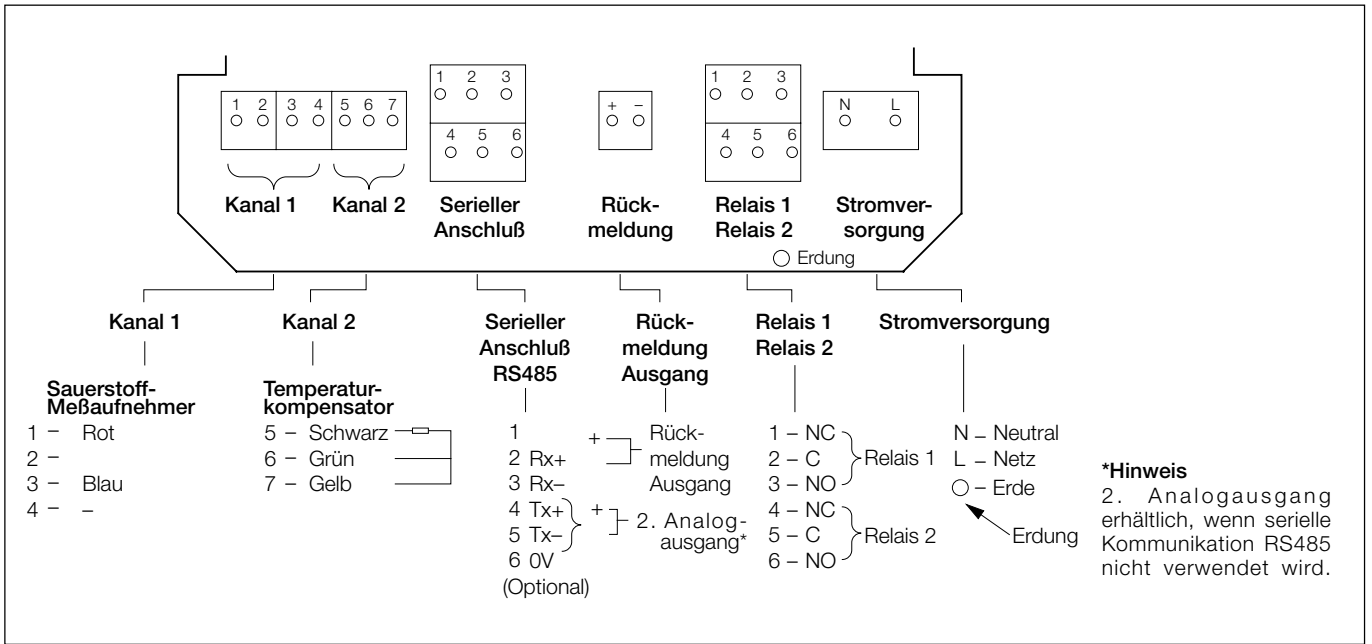 1 2 3 4 5 6 7
1 2 3
4 5 6
+ –
1 2 3
4 5 6
N L
Kanal 1
Kanal 2
Serieller
Anschluß
Rück-
meldung
Relais 1
Relais 2
Stromver-
sorgung
Erdung
Kanal 1
Sauerstoff-
Meßaufnehmer
1 – Rot
2 –
3 – Blau
4 – –
Kanal 2
Temperatur-
kompensator
5 – Schwarz
6 – Grün
7 – Gelb
Serieller
Anschluß
RS485
1
2 Rx+
3 Rx–
4 Tx+
5 Tx–
6 0V
(Optional)
Rück-
meldung
Ausgang
+
Rück-
meldung
Ausgang
+
2. Analog-
ausgang*
Relais 1
Relais 2
1 – NC
2 – C
3 – NO
Relais 1
4 – NC
5 – C
6 – NO
Relais 2
Stromversorgung
N – Neutral
L – Netz
– Erde
Erdung
*Hinweis
2. Analogausgang
erhältlich, wenn serielle
Kommunikation RS485
nicht verwendet wird.